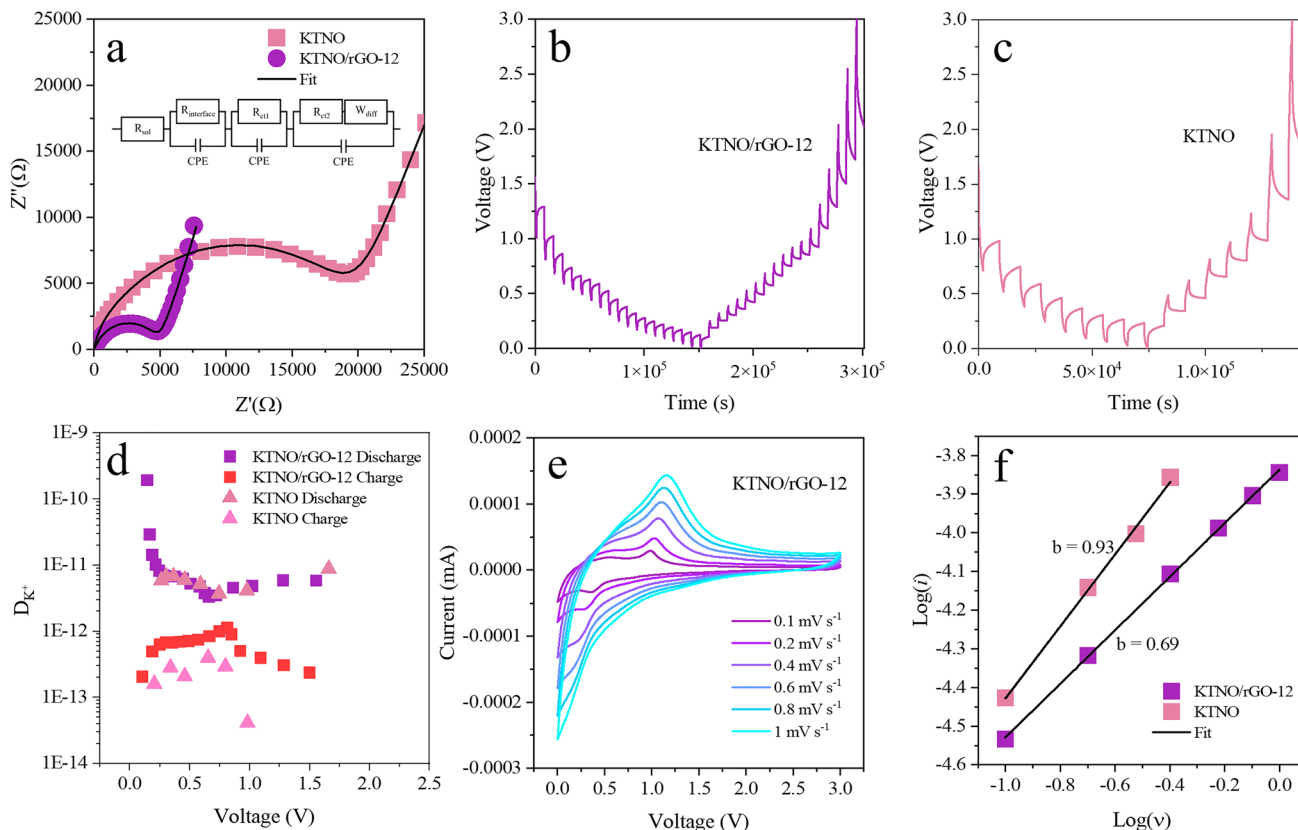 a
25000
20000
15000
10000
5000
0
Z''(Ω)
KTNO
KTNO/rGO-12
Fit
R_sol
R_interface
CPE
R_ct1
CPE
R_ct2
W_diff
CPE
0 5000 10000 15000 20000 25000
Z'(Ω)
b
3.0
2.5
2.0
1.5
1.0
0.5
0.0
Voltage (V)
KTNO/rGO-12
0 1×10⁵ 2×10⁵ 3×10⁵
Time (s)
c
3.0
2.5
2.0
1.5
1.0
0.5
0.0
Voltage (V)
KTNO
0.0 5.0×10⁴ 1.0×10⁵
Time (s)
d
1E-9
1E-10
1E-11
1E-12
1E-13
1E-14
D_K⁺
KTNO/rGO-12 Discharge
KTNO/rGO-12 Charge
KTNO Discharge
KTNO Charge
0.0 0.5 1.0 1.5 2.0 2.5
Voltage (V)
e
0.0002
0.0001
0.0000
-0.0001
-0.0002
-0.0003
Current (mA)
KTNO/rGO-12
0.1 mV s⁻¹
0.2 mV s⁻¹
0.4 mV s⁻¹
0.6 mV s⁻¹
0.8 mV s⁻¹
1 mV s⁻¹
0.0 0.5 1.0 1.5 2.0 2.5 3.0
Voltage (V)
f
-3.8
-3.9
-4.0
-4.1
-4.2
-4.3
-4.4
-4.5
-4.6
Log(i)
b = 0.93
b = 0.69
KTNO/rGO-12
KTNO
Fit
-1.0 -0.8 -0.6 -0.4 -0.2 0.0
Log(ν)